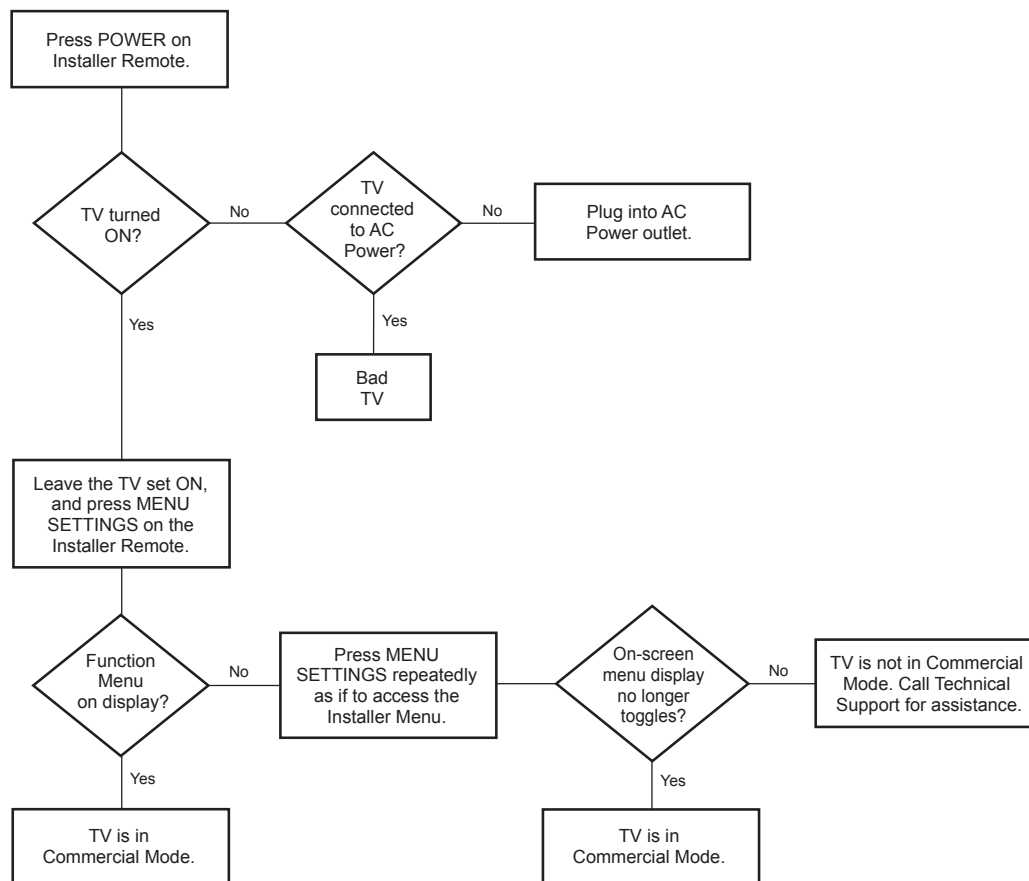 Press POWER on
Installer Remote.
TV turned
ON?
No
TV
connected
to AC
Power?
No
Plug into AC
Power outlet.
Yes
Yes
Bad
TV
Leave the TV set ON,
and press MENU
SETTINGS on the
Installer Remote.
Function
Menu
on display?
No
Press MENU
SETTINGS repeatedly
as if to access the
Installer Menu.
On-screen
menu display
no longer
toggles?
No
TV is not in Commercial
Mode. Call Technical
Support for assistance.
Yes
Yes
TV is in
Commercial Mode.
TV is in
Commercial Mode.